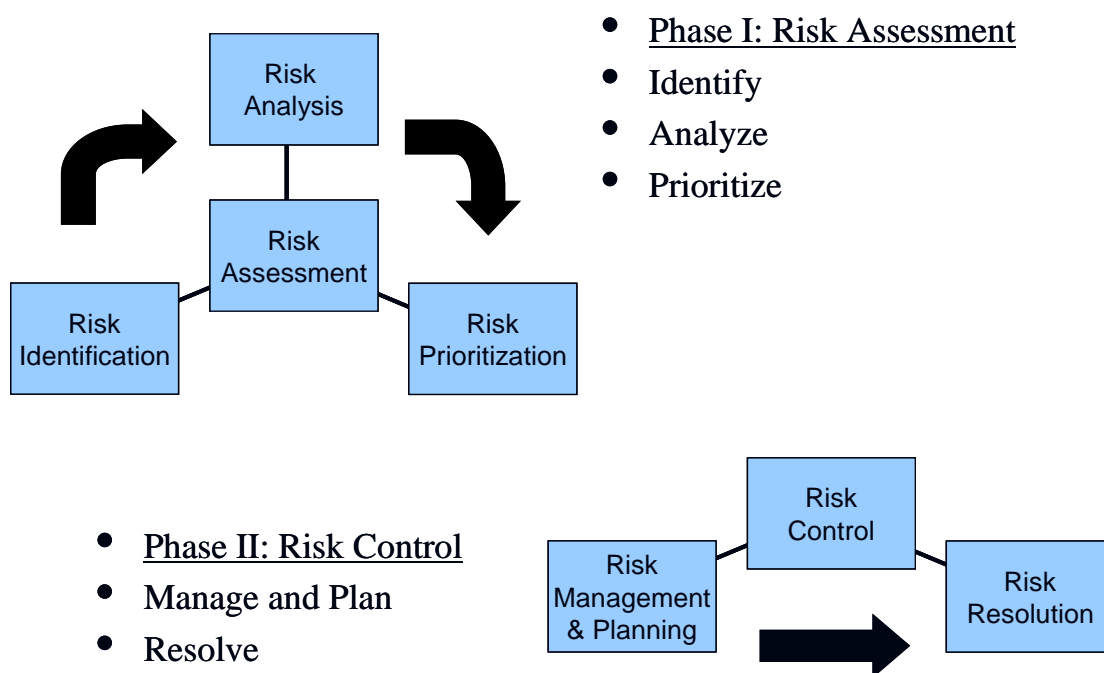 Risk
Analysis
Risk
Assessment
Risk
Identification
Risk
Prioritization
• Phase I: Risk Assessment
• Identify
• Analyze
• Prioritize
• Phase II: Risk Control
• Manage and Plan
• Resolve
Risk
Control
Risk
Management
& Planning
Risk
Resolution